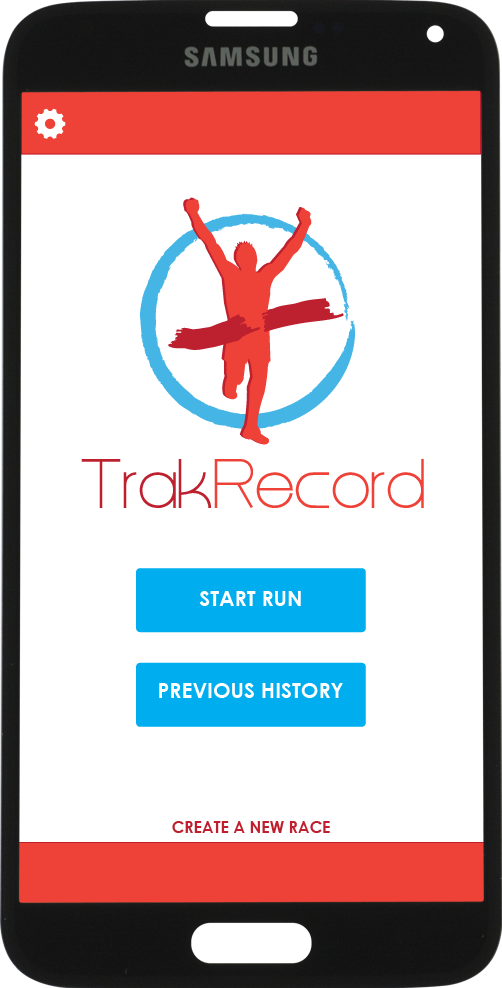 SAMSUNG
TrakRecord
START RUN
PREVIOUS HISTORY
CREATE A NEW RACE